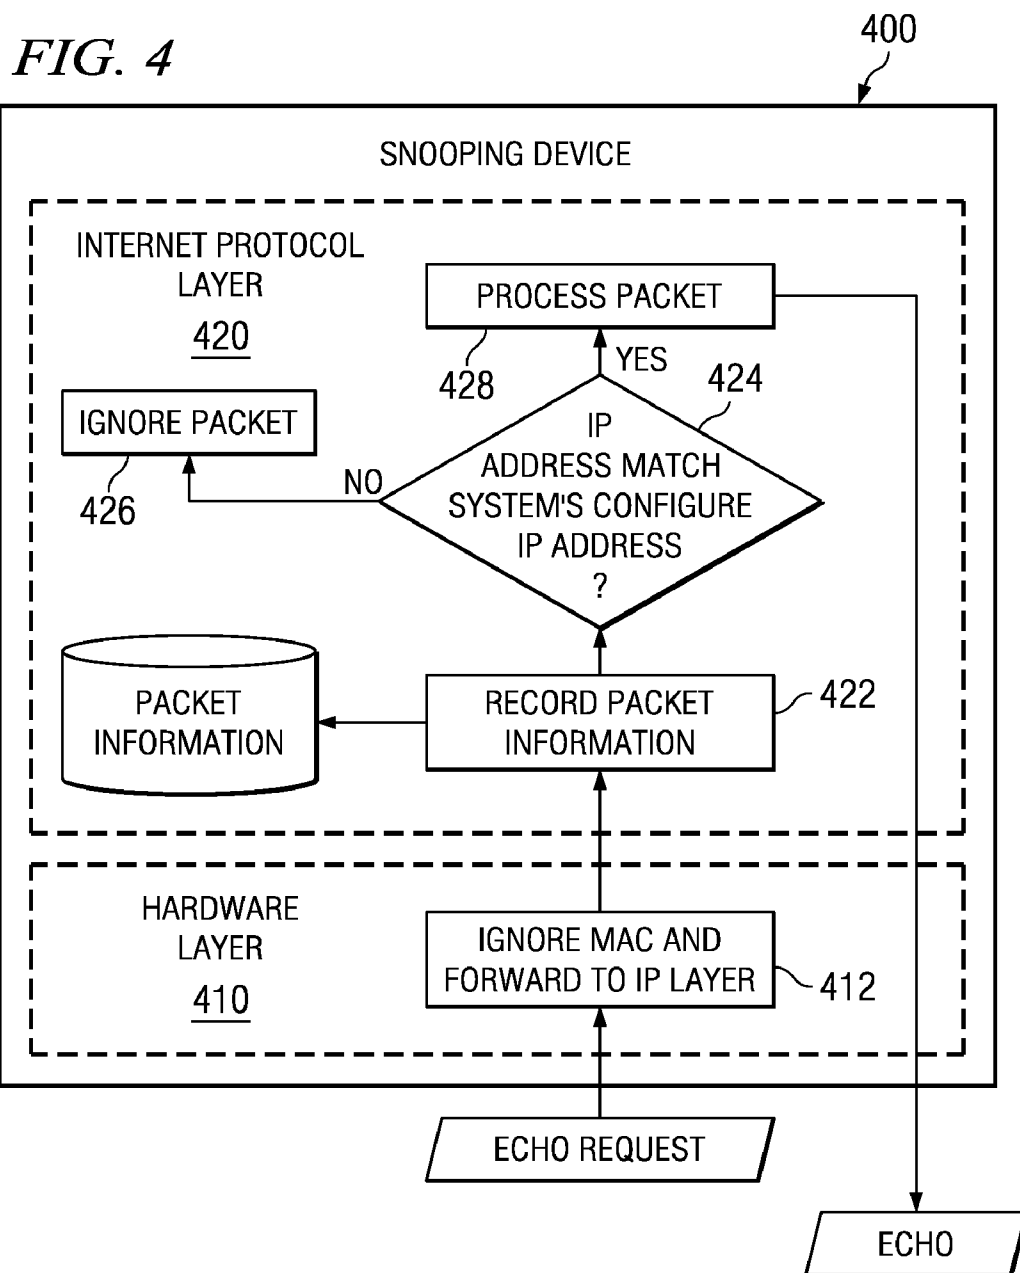 FIG. 4
400
SNOOPING DEVICE
INTERNET PROTOCOL
LAYER
420
PROCESS PACKET
428
YES
424
IGNORE PACKET
426
NO
IP
ADDRESS MATCH
SYSTEM'S CONFIGURE
IP ADDRESS
?
PACKET
INFORMATION
RECORD PACKET
INFORMATION
422
HARDWARE
LAYER
410
IGNORE MAC AND
FORWARD TO IP LAYER
412
ECHO REQUEST
ECHO